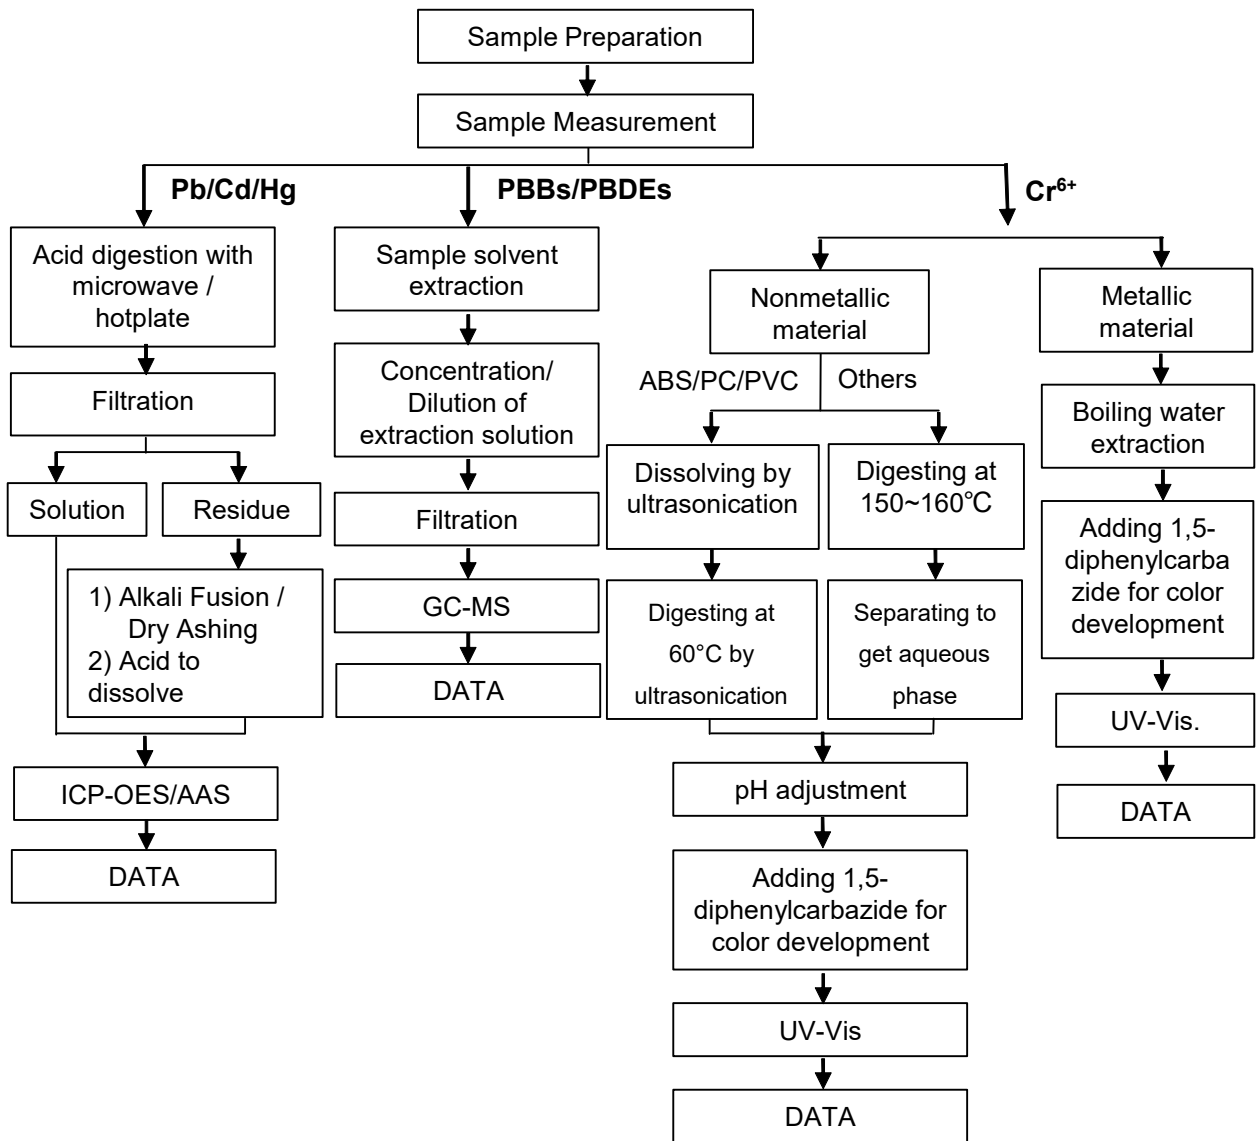 Sample Preparation
Sample Measurement
Pb/Cd/Hg
PBBs/PBDEs
Cr⁶⁺
Acid digestion with
microwave /
hotplate
Filtration
Solution
Residue
1) Alkali Fusion /
Dry Ashing
2) Acid to
dissolve
ICP-OES/AAS
DATA
Sample solvent
extraction
Concentration/
Dilution of
extraction solution
Filtration
GC-MS
DATA
Nonmetallic
material
ABS/PC/PVC
Others
Dissolving by
ultrasonication
Digesting at
60°C by
ultrasonication
Digesting at
150~160℃
Separating to
get aqueous
phase
pH adjustment
Adding 1,5-
diphenylcarbazide for
color development
UV-Vis
DATA
Metallic
material
Boiling water
extraction
Adding 1,5-
diphenylcarba
zide for color
development
UV-Vis.
DATA